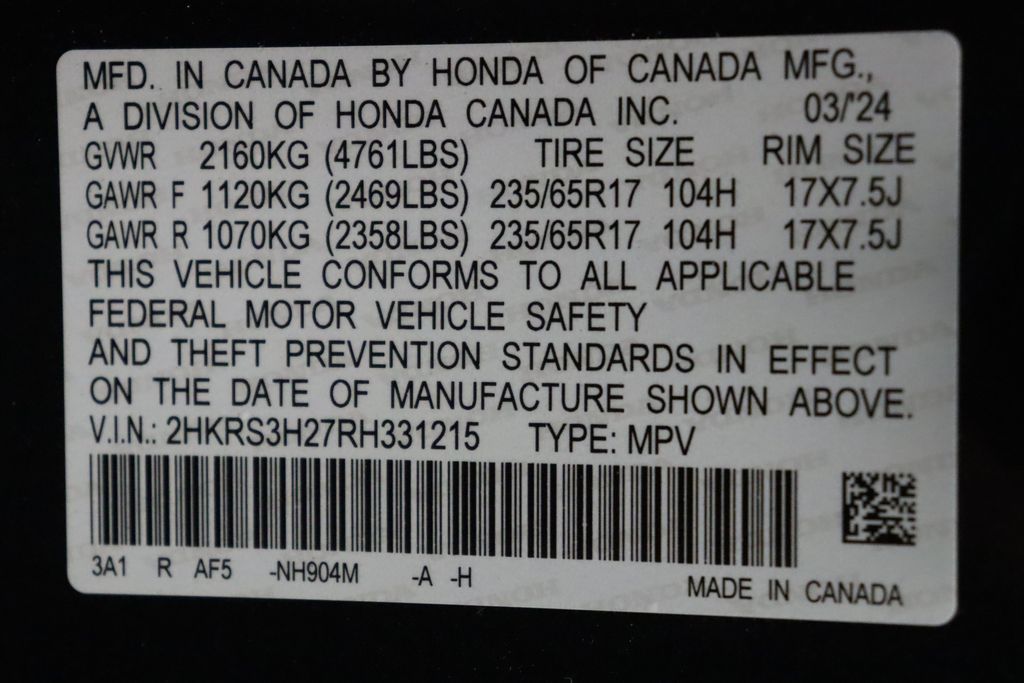 MFD. IN CANADA BY HONDA OF CANADA MFG.,
A DIVISION OF HONDA CANADA INC. 03/'24
GVWR 2160KG (4761LBS) TIRE SIZE RIM SIZE
GAWR F 1120KG (2469LBS) 235/65R17 104H 17X7.5J
GAWR R 1070KG (2358LBS) 235/65R17 104H 17X7.5J
THIS VEHICLE CONFORMS TO ALL APPLICABLE
FEDERAL MOTOR VEHICLE SAFETY
AND THEFT PREVENTION STANDARDS IN EFFECT
ON THE DATE OF MANUFACTURE SHOWN ABOVE.
V.I.N.: 2HKRS3H27RH331215 TYPE: MPV
3A1 R AF5 -NH904M -A -H
MADE IN CANADA